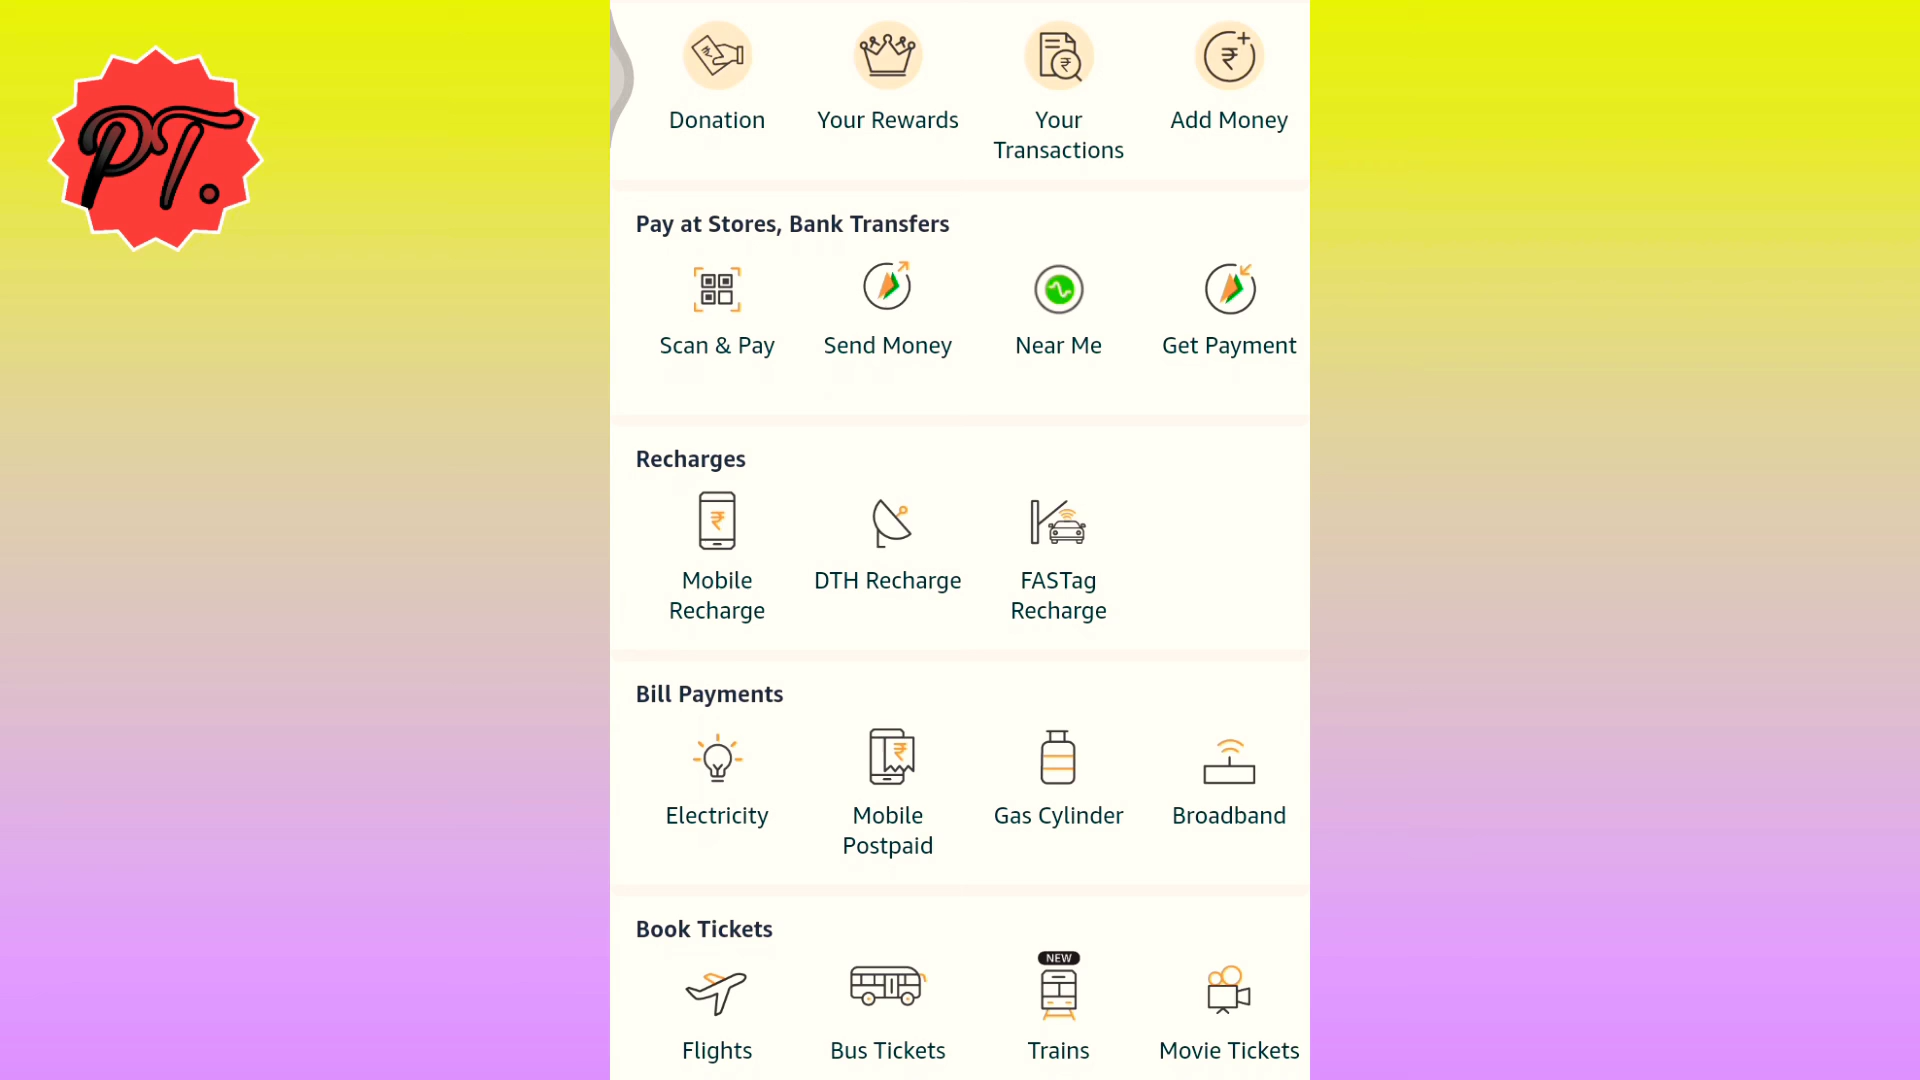 PT.
Donation
Your Rewards
Your
Transactions
Add Money
Pay at Stores, Bank Transfers
Scan & Pay
Send Money
Near Me
Get Payment
Recharges
Mobile
Recharge
DTH Recharge
FASTag
Recharge
Bill Payments
Electricity
Mobile
Postpaid
Gas Cylinder
Broadband
Book Tickets
NEW
Flights
Bus Tickets
Trains
Movie Tickets